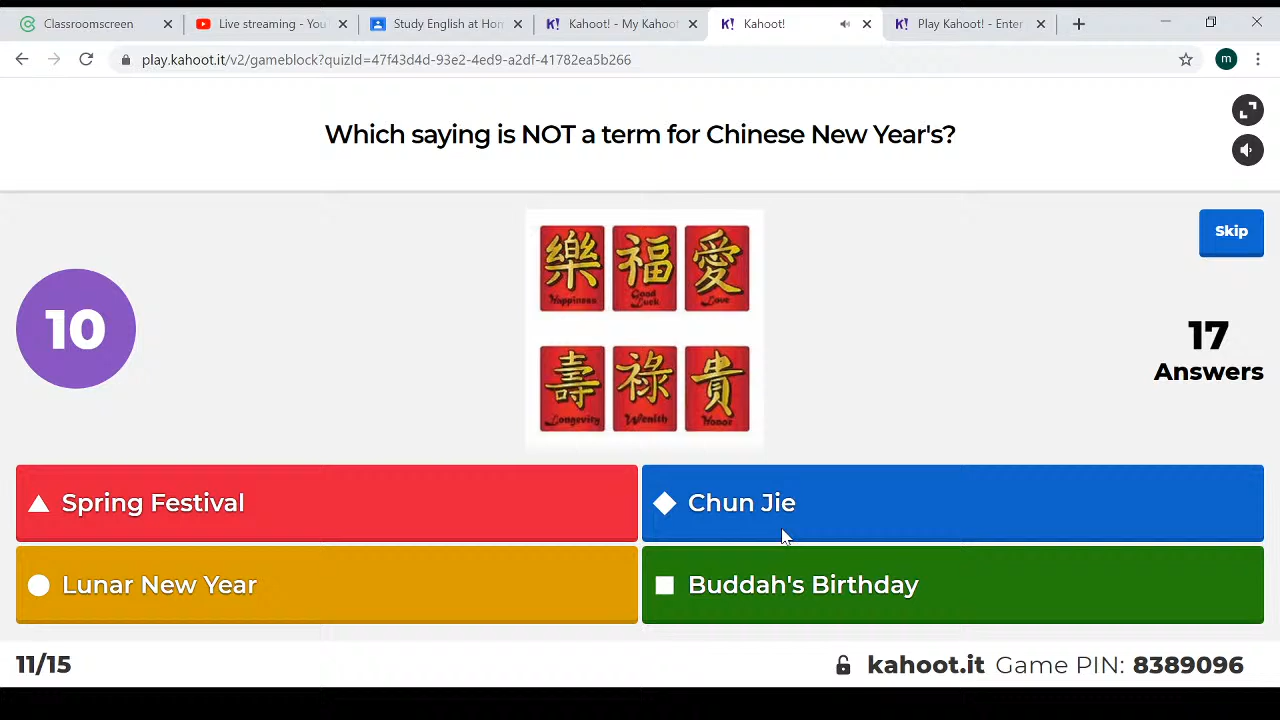 Classroomscreen
Live streaming - You
Study English at Hom
K! Kahoot! - My Kahoot
K! Kahoot!
K! Play Kahoot! - Enter
play.kahoot.it/v2/gameblock?quizId=47f43d4d-93e2-4ed9-a2df-41782ea5b266
m
Which saying is NOT a term for Chinese New Year's?
Skip
樂 福 愛
Happiness Good Luck Love
10
17
Answers
壽 祿 貴
Longevity Wealth Honor
Spring Festival
Chun Jie
Lunar New Year
Buddah's Birthday
11/15
kahoot.it Game PIN: 8389096